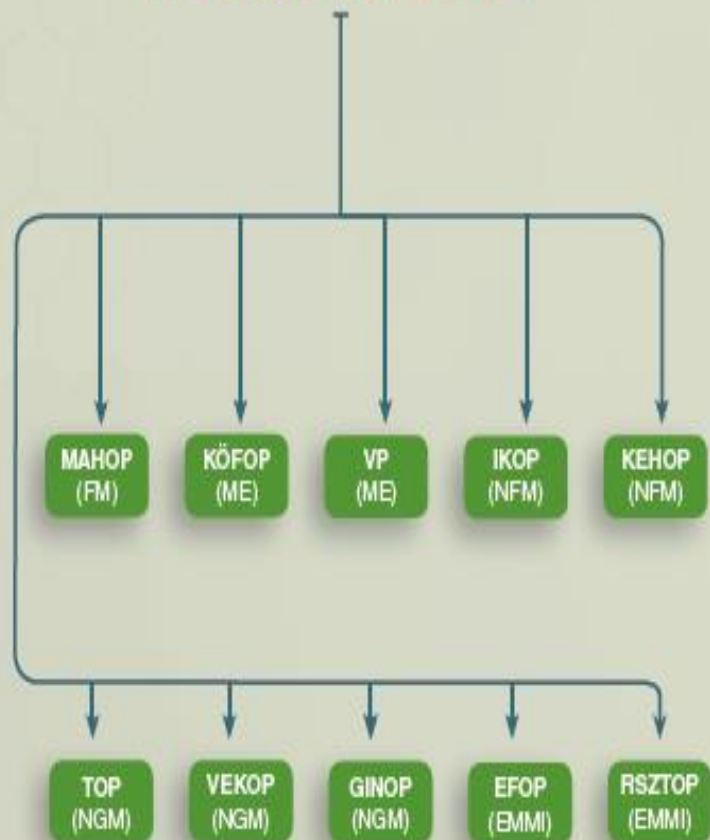 MAHOP
(FM)
KÖFOP
(ME)
VP
(ME)
IKOP
(NFM)
KEHOP
(NFM)
TOP
(NGM)
VEKOP
(NGM)
GINOP
(NGM)
EFOP
(EMMI)
RSZTOP
(EMMI)